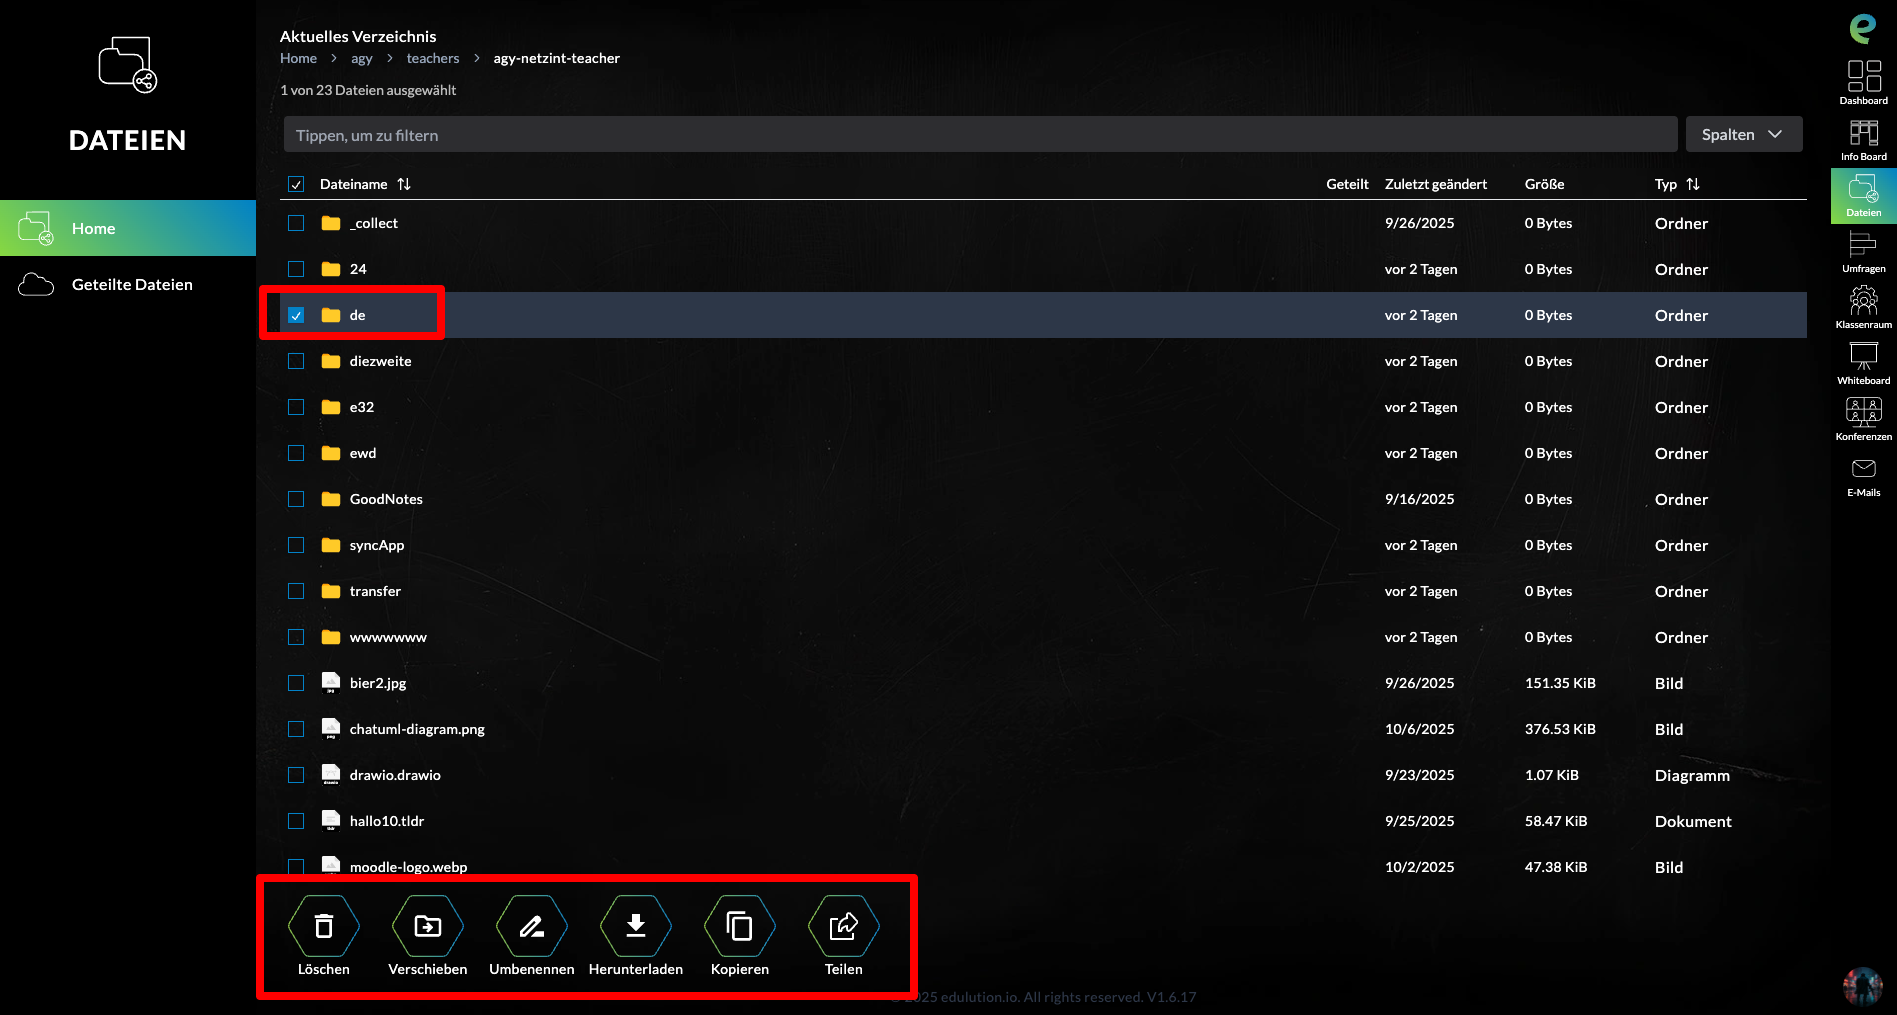 DATEIEN
Home
Geteilte Dateien
Aktuelles Verzeichnis
Home > agy > teachers > agy-netzint-teacher
1 von 23 Dateien ausgewählt
Tippen, um zu filtern
Spalten
Dateiname Geteilt Zuletzt geändert Größe Typ
_collect 9/26/2025 0 Bytes Ordner
24 vor 2 Tagen 0 Bytes Ordner
de vor 2 Tagen 0 Bytes Ordner
diezweite vor 2 Tagen 0 Bytes Ordner
e32 vor 2 Tagen 0 Bytes Ordner
ewd vor 2 Tagen 0 Bytes Ordner
GoodNotes 9/16/2025 0 Bytes Ordner
syncApp vor 2 Tagen 0 Bytes Ordner
transfer vor 2 Tagen 0 Bytes Ordner
wwwwwww vor 2 Tagen 0 Bytes Ordner
bier2.jpg 9/26/2025 151.35 KiB Bild
chatuml-diagram.png 10/6/2025 376.53 KiB Bild
drawio.drawio 9/23/2025 1.07 KiB Diagramm
hallo10.tldr 9/25/2025 58.47 KiB Dokument
moodle-logo.webp 10/2/2025 47.38 KiB Bild
Löschen
Verschieben
Umbenennen
Herunterladen
Kopieren
Teilen
2025 edulution.io. All rights reserved. V1.6.17
Dashboard
Info Board
Dateien
Umfragen
Klassenraum
Whiteboard
Konferenzen
E-Mails